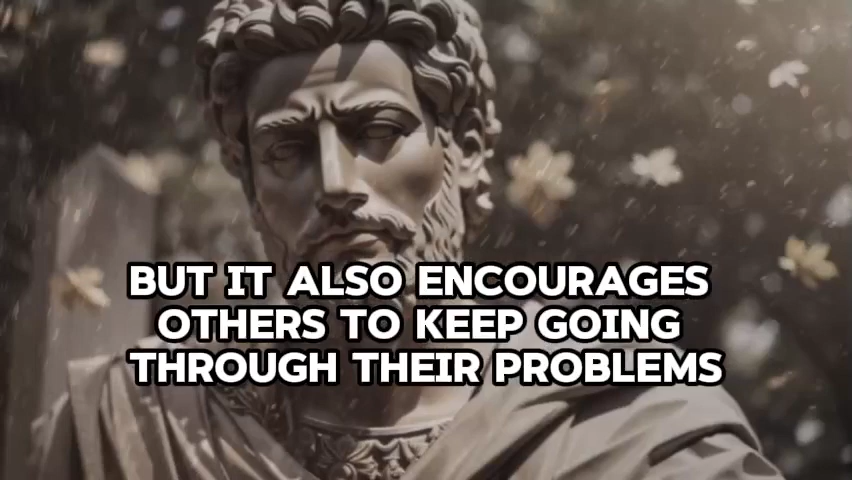 BUT IT ALSO ENCOURAGES
OTHERS TO KEEP GOING
THROUGH THEIR PROBLEMS